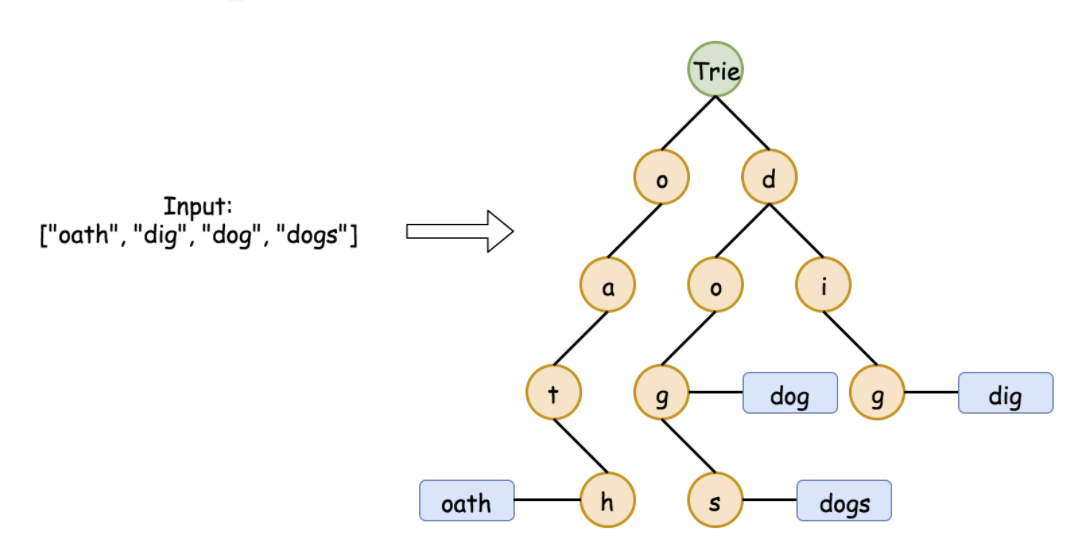 Trie
o
d
Input:
["oath", "dig", "dog", "dogs"]
a
o
i
t
g
dog
g
dig
oath
h
s
dogs